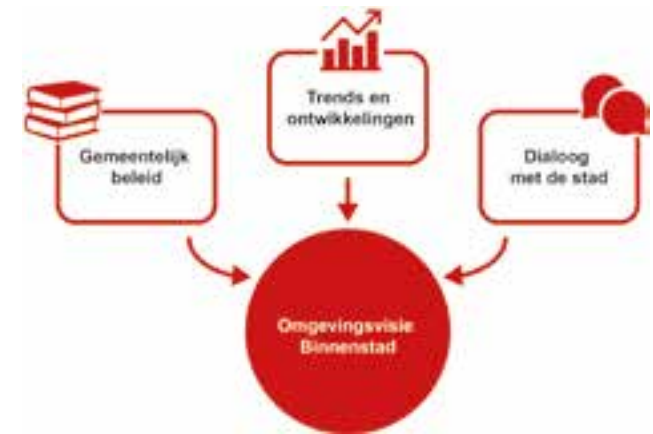 Trends en
ontwikkelingen
Gemeentelijk
beleid
Dialoog
met de stad
Omgevingsvisie
Binnenstad